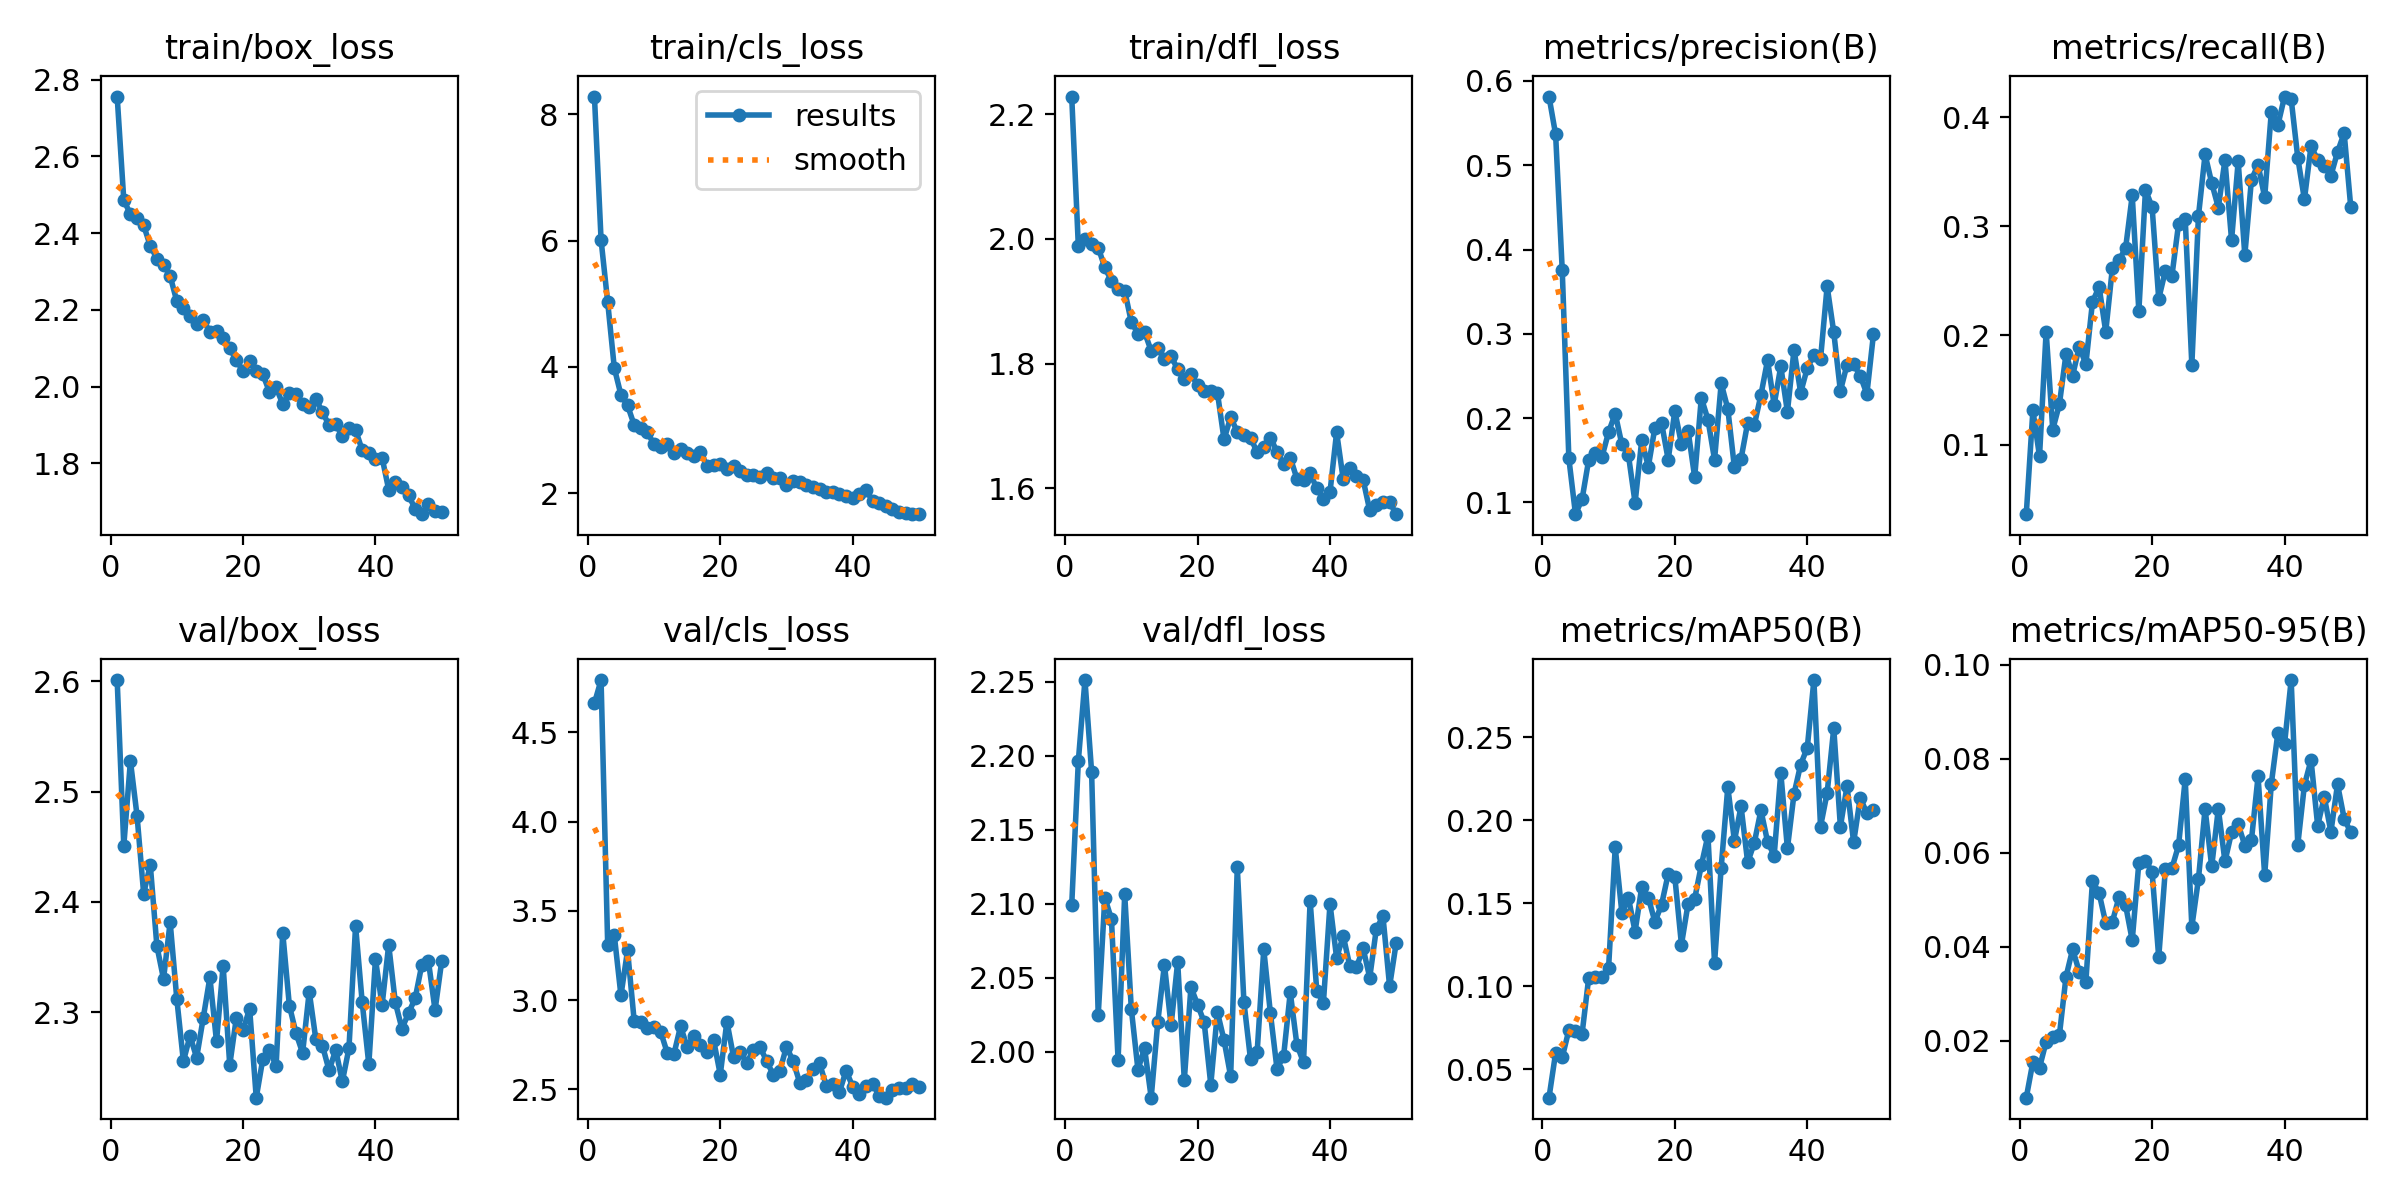 train/box_loss
2.8
2.6
2.4
2.2
2.0
1.8
0 20 40
train/cls_loss
results
smooth
8
6
4
2
0 20 40
train/dfl_loss
2.2
2.0
1.8
1.6
0 20 40
metrics/precision(B)
0.6
0.5
0.4
0.3
0.2
0.1
0 20 40
metrics/recall(B)
0.4
0.3
0.2
0.1
0 20 40
val/box_loss
2.6
2.5
2.4
2.3
0 20 40
val/cls_loss
4.5
4.0
3.5
3.0
2.5
0 20 40
val/dfl_loss
2.25
2.20
2.15
2.10
2.05
2.00
0 20 40
metrics/mAP50(B)
0.25
0.20
0.15
0.10
0.05
0 20 40
metrics/mAP50-95(B)
0.10
0.08
0.06
0.04
0.02
0 20 40